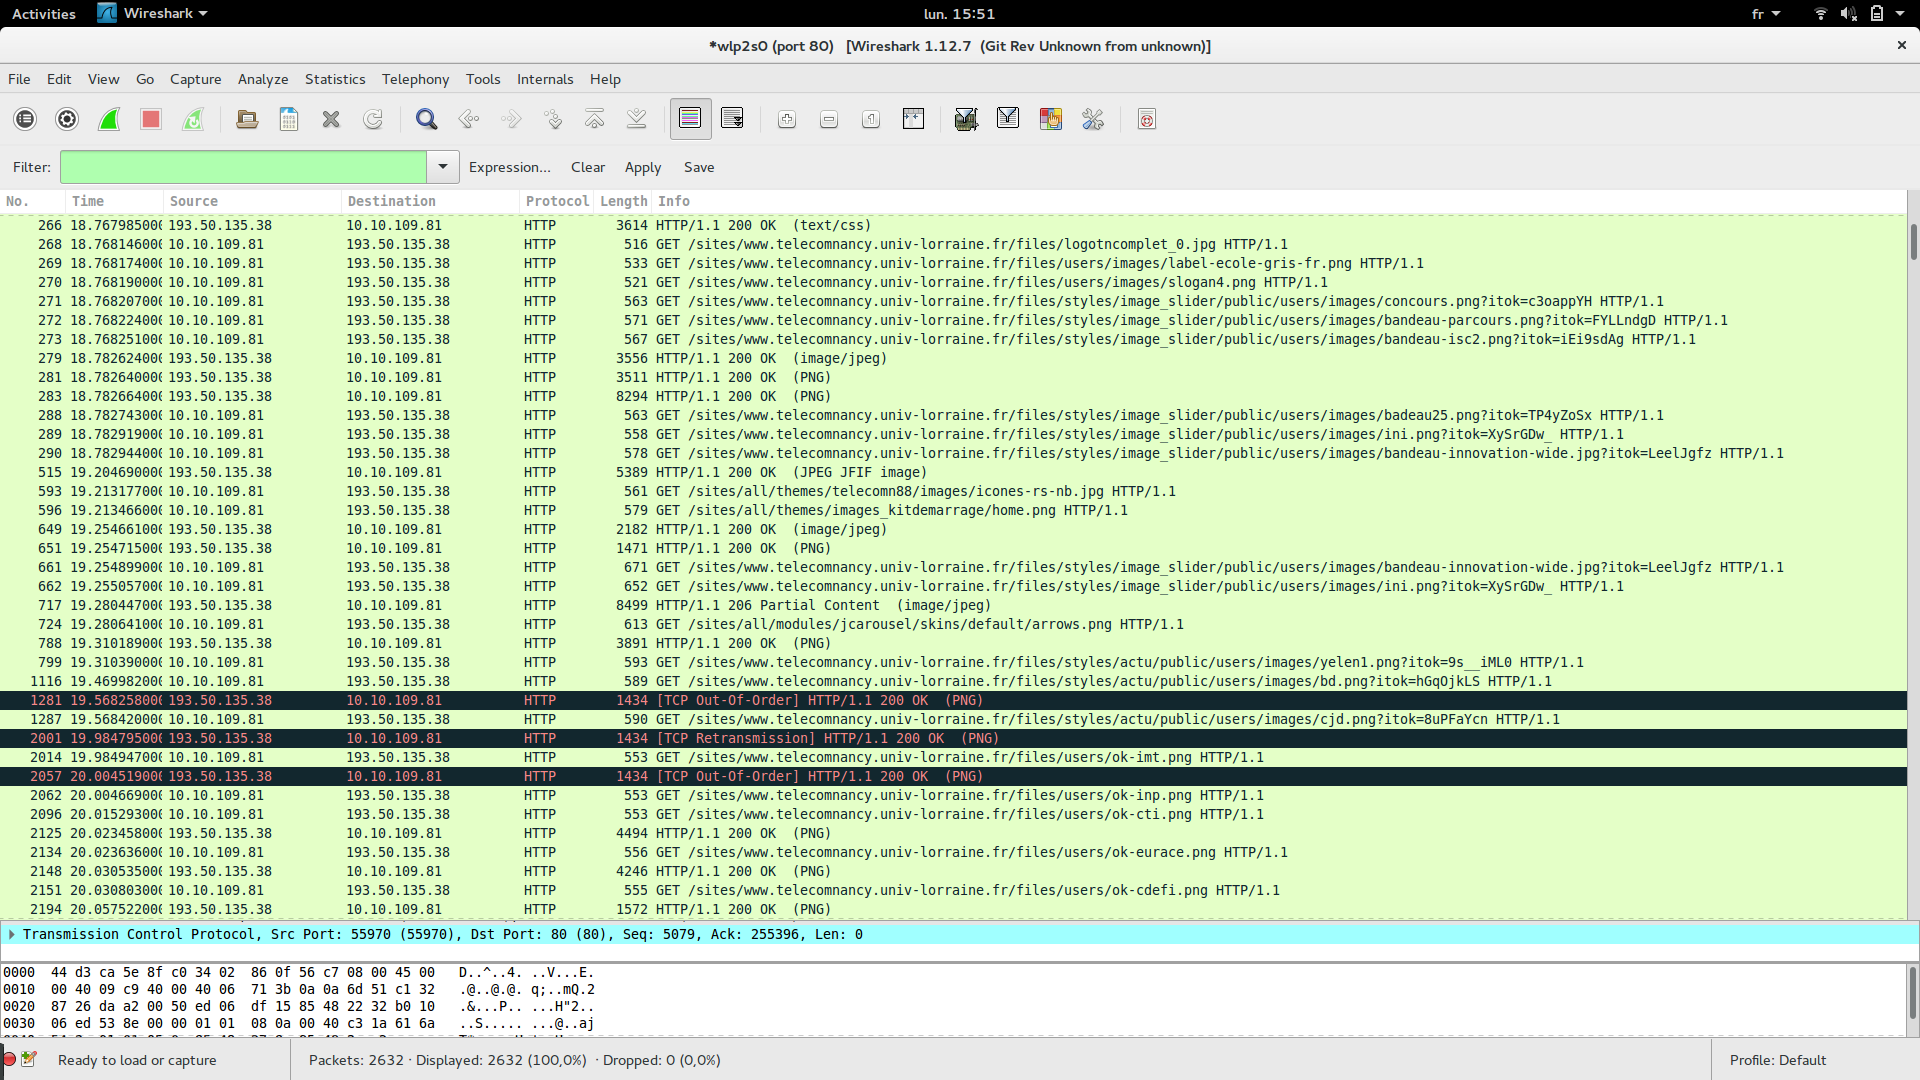 Activities Wireshark lun. 15:51 fr
*wlp2s0 (port 80) [Wireshark 1.12.7 (Git Rev Unknown from unknown)]
File Edit View Go Capture Analyze Statistics Telephony Tools Internals Help
Filter: Expression... Clear Apply Save
No. Time Source Destination Protocol Length Info
266 18.767985000 193.50.135.38 10.10.109.81 HTTP 3614 HTTP/1.1 200 OK (text/css)
268 18.768146000 10.10.109.81 193.50.135.38 HTTP 516 GET /sites/www.telecomnancy.univ-lorraine.fr/files/logotncomplet_0.jpg HTTP/1.1
269 18.768174000 10.10.109.81 193.50.135.38 HTTP 533 GET /sites/www.telecomnancy.univ-lorraine.fr/files/users/images/label-ecole-gris-fr.png HTTP/1.1
270 18.768190000 10.10.109.81 193.50.135.38 HTTP 521 GET /sites/www.telecomnancy.univ-lorraine.fr/files/users/images/slogan4.png HTTP/1.1
271 18.768207000 10.10.109.81 193.50.135.38 HTTP 563 GET /sites/www.telecomnancy.univ-lorraine.fr/files/styles/image_slider/public/users/images/concours.png?itok=c3oappYH HTTP/1.1
272 18.768224000 10.10.109.81 193.50.135.38 HTTP 571 GET /sites/www.telecomnancy.univ-lorraine.fr/files/styles/image_slider/public/users/images/bandeau-parcours.png?itok=FYLLndgD HTTP/1.1
273 18.768251000 10.10.109.81 193.50.135.38 HTTP 567 GET /sites/www.telecomnancy.univ-lorraine.fr/files/styles/image_slider/public/users/images/bandeau-isc2.png?itok=iEi9sdAg HTTP/1.1
279 18.782624000 193.50.135.38 10.10.109.81 HTTP 3556 HTTP/1.1 200 OK (image/jpeg)
281 18.782640000 193.50.135.38 10.10.109.81 HTTP 3511 HTTP/1.1 200 OK (PNG)
283 18.782664000 193.50.135.38 10.10.109.81 HTTP 8294 HTTP/1.1 200 OK (PNG)
288 18.782743000 10.10.109.81 193.50.135.38 HTTP 563 GET /sites/www.telecomnancy.univ-lorraine.fr/files/styles/image_slider/public/users/images/badeau25.png?itok=TP4yZoSx HTTP/1.1
289 18.782919000 10.10.109.81 193.50.135.38 HTTP 558 GET /sites/www.telecomnancy.univ-lorraine.fr/files/styles/image_slider/public/users/images/ini.png?itok=XySrGDw_ HTTP/1.1
290 18.782944000 10.10.109.81 193.50.135.38 HTTP 578 GET /sites/www.telecomnancy.univ-lorraine.fr/files/styles/image_slider/public/users/images/bandeau-innovation-wide.jpg?itok=LeelJgfz HTTP/1.1
515 19.204690000 193.50.135.38 10.10.109.81 HTTP 5389 HTTP/1.1 200 OK (JPEG JFIF image)
593 19.213177000 10.10.109.81 193.50.135.38 HTTP 561 GET /sites/all/themes/telecomn88/images/icones-rs-nb.jpg HTTP/1.1
596 19.213466000 10.10.109.81 193.50.135.38 HTTP 579 GET /sites/all/themes/images_kitdemarrage/home.png HTTP/1.1
649 19.254661000 193.50.135.38 10.10.109.81 HTTP 2182 HTTP/1.1 200 OK (image/jpeg)
651 19.254715000 193.50.135.38 10.10.109.81 HTTP 1471 HTTP/1.1 200 OK (PNG)
661 19.254899000 10.10.109.81 193.50.135.38 HTTP 671 GET /sites/www.telecomnancy.univ-lorraine.fr/files/styles/image_slider/public/users/images/bandeau-innovation-wide.jpg?itok=LeelJgfz HTTP/1.1
662 19.255057000 10.10.109.81 193.50.135.38 HTTP 652 GET /sites/www.telecomnancy.univ-lorraine.fr/files/styles/image_slider/public/users/images/ini.png?itok=XySrGDw_ HTTP/1.1
717 19.280447000 193.50.135.38 10.10.109.81 HTTP 8499 HTTP/1.1 206 Partial Content (image/jpeg)
724 19.280641000 10.10.109.81 193.50.135.38 HTTP 613 GET /sites/all/modules/jcarousel/skins/default/arrows.png HTTP/1.1
788 19.310189000 193.50.135.38 10.10.109.81 HTTP 3891 HTTP/1.1 200 OK (PNG)
799 19.310390000 10.10.109.81 193.50.135.38 HTTP 593 GET /sites/www.telecomnancy.univ-lorraine.fr/files/styles/actu/public/users/images/yelen1.png?itok=9s__iML0 HTTP/1.1
1116 19.469982000 10.10.109.81 193.50.135.38 HTTP 589 GET /sites/www.telecomnancy.univ-lorraine.fr/files/styles/actu/public/users/images/bd.png?itok=hGqOjkLS HTTP/1.1
1281 19.568258000 193.50.135.38 10.10.109.81 HTTP 1434 [TCP Out-Of-Order] HTTP/1.1 200 OK (PNG)
1287 19.568420000 10.10.109.81 193.50.135.38 HTTP 590 GET /sites/www.telecomnancy.univ-lorraine.fr/files/styles/actu/public/users/images/cjd.png?itok=8uPFaYcn HTTP/1.1
2001 19.984795000 193.50.135.38 10.10.109.81 HTTP 1434 [TCP Retransmission] HTTP/1.1 200 OK (PNG)
2014 19.984947000 10.10.109.81 193.50.135.38 HTTP 553 GET /sites/www.telecomnancy.univ-lorraine.fr/files/users/ok-imt.png HTTP/1.1
2057 20.004519000 193.50.135.38 10.10.109.81 HTTP 1434 [TCP Out-Of-Order] HTTP/1.1 200 OK (PNG)
2062 20.004669000 10.10.109.81 193.50.135.38 HTTP 553 GET /sites/www.telecomnancy.univ-lorraine.fr/files/users/ok-inp.png HTTP/1.1
2096 20.015293000 10.10.109.81 193.50.135.38 HTTP 553 GET /sites/www.telecomnancy.univ-lorraine.fr/files/users/ok-cti.png HTTP/1.1
2125 20.023458000 193.50.135.38 10.10.109.81 HTTP 4494 HTTP/1.1 200 OK (PNG)
2134 20.023636000 10.10.109.81 193.50.135.38 HTTP 556 GET /sites/www.telecomnancy.univ-lorraine.fr/files/users/ok-eurace.png HTTP/1.1
2148 20.030535000 193.50.135.38 10.10.109.81 HTTP 4246 HTTP/1.1 200 OK (PNG)
2151 20.030803000 10.10.109.81 193.50.135.38 HTTP 555 GET /sites/www.telecomnancy.univ-lorraine.fr/files/users/ok-cdefi.png HTTP/1.1
2194 20.057522000 193.50.135.38 10.10.109.81 HTTP 1572 HTTP/1.1 200 OK (PNG)
Transmission Control Protocol, Src Port: 55970 (55970), Dst Port: 80 (80), Seq: 5079, Ack: 255396, Len: 0
0000 44 d3 ca 5e 8f c0 34 02 86 0f 56 c7 08 00 45 00 D..^..4. ..V...E.
0010 00 40 09 c9 40 00 40 06 71 3b 0a 0a 6d 51 c1 32 .@..@.@. q;..mQ.2
0020 87 26 da a2 00 50 ed 06 df 15 85 48 22 32 b0 10 .&...P.. ...H"2..
0030 06 ed 53 8e 00 00 01 01 08 0a 00 40 c3 1a 61 6a ..S..... ...@..aj
Ready to load or capture Packets: 2632 · Displayed: 2632 (100,0%) · Dropped: 0 (0,0%) Profile: Default